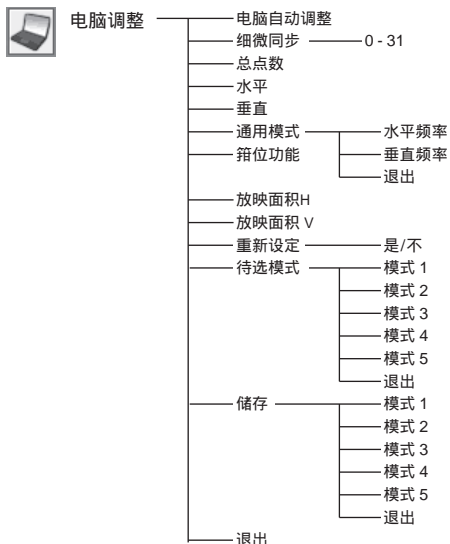 电脑调整
电脑自动调整
细微同步 0 - 31
总点数
水平
垂直
通用模式 水平频率
箝位功能 垂直频率
退出
放映面积H
放映面积 V
重新设定 是/不
待选模式 模式 1
模式 2
模式 3
模式 4
模式 5
退出
储存 模式 1
模式 2
模式 3
模式 4
模式 5
退出
退出